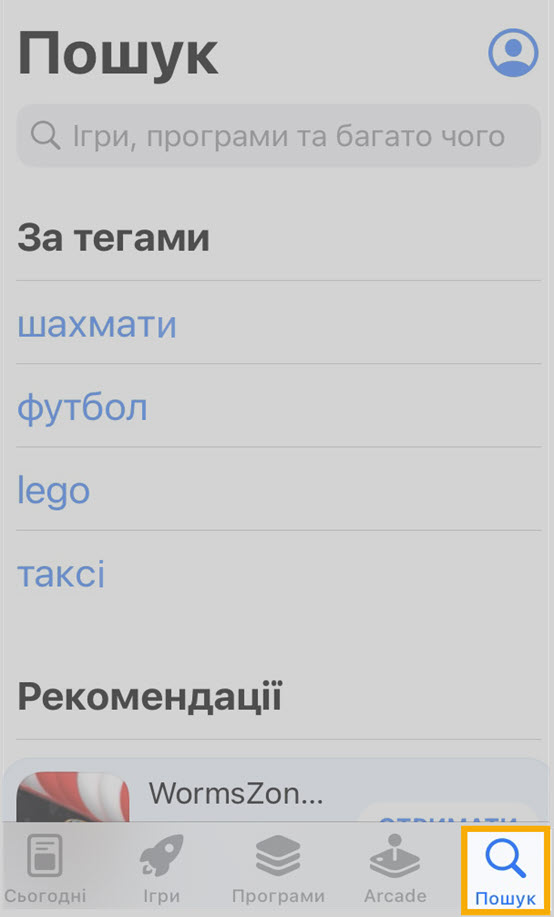 Пошук
Ігри, програми та багато чого
За тегами
шахмати
футбол
lego
таксі
Рекомендації
WormsZon...
ОТРИМАТИ
Сьогодні
Ігри
Програми
Arcade
Пошук